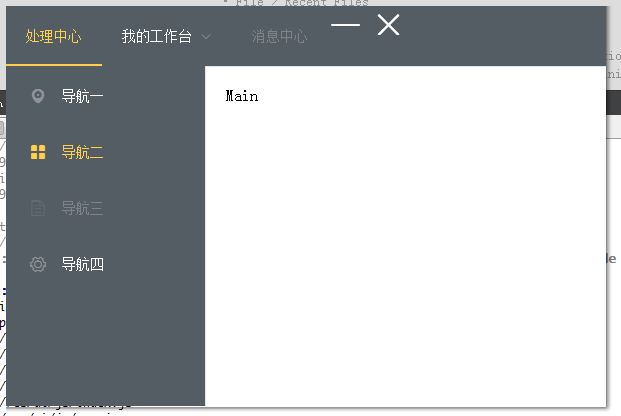 • File / Recent Files
处理中心 我的工作台 消息中心
导航一
Main
导航二
导航三
导航四